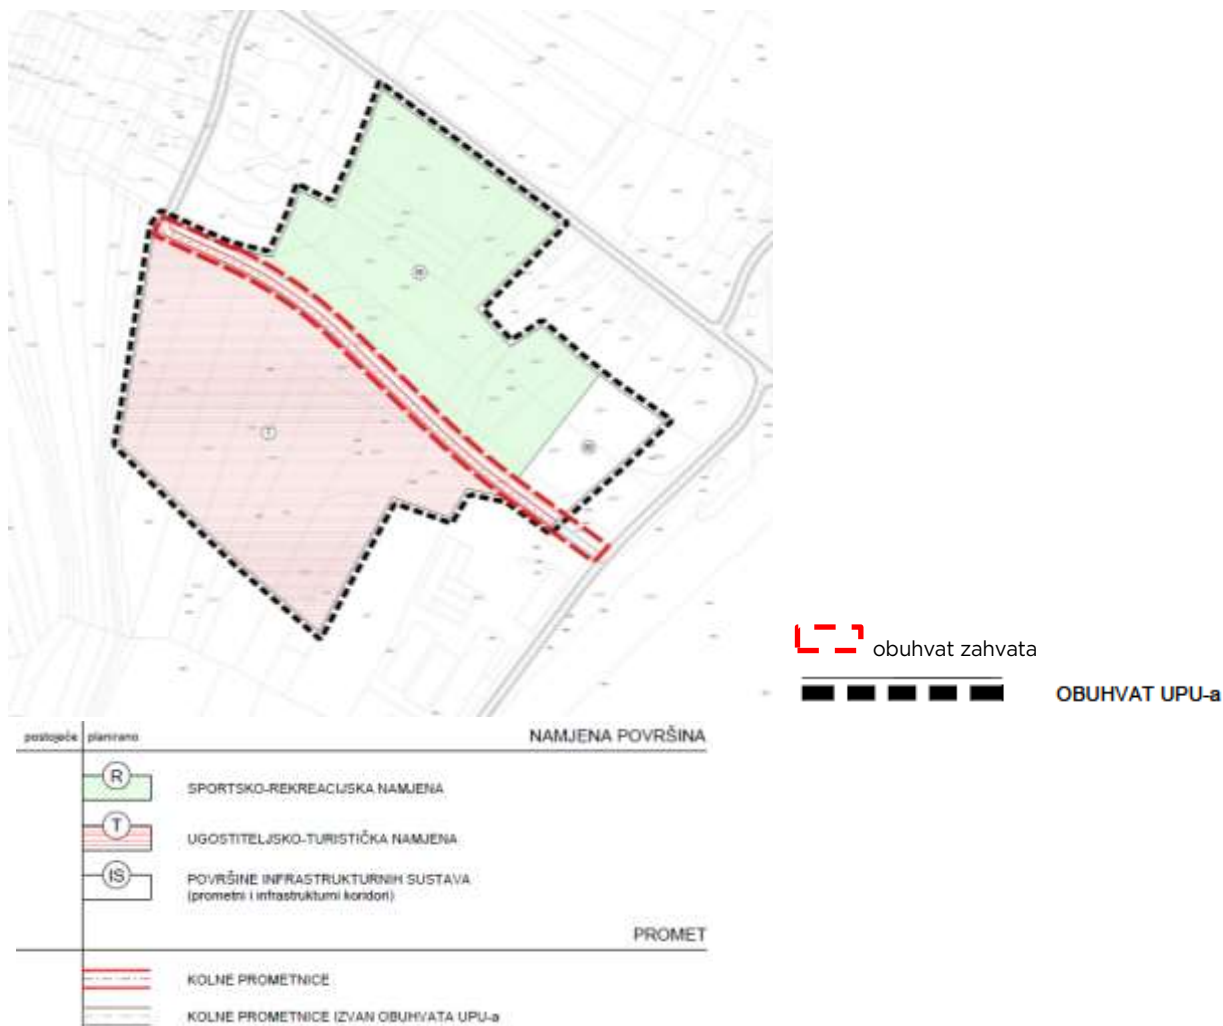 T
obuhvat zahvata
OBUHVAT UPU-a
postojeće planirano NAMJENA POVRŠINA
R SPORTSKO-REKREACIJSKA NAMJENA
T UGOSTITELJSKO-TURISTIČKA NAMJENA
IS POVRŠINE INFRASTRUKTURNIH SUSTAVA
(prometni i infrastrukturni koridori)
PROMET
KOLNE PROMETNICE
KOLNE PROMETNICE IZVAN OBUHVATA UPU-a